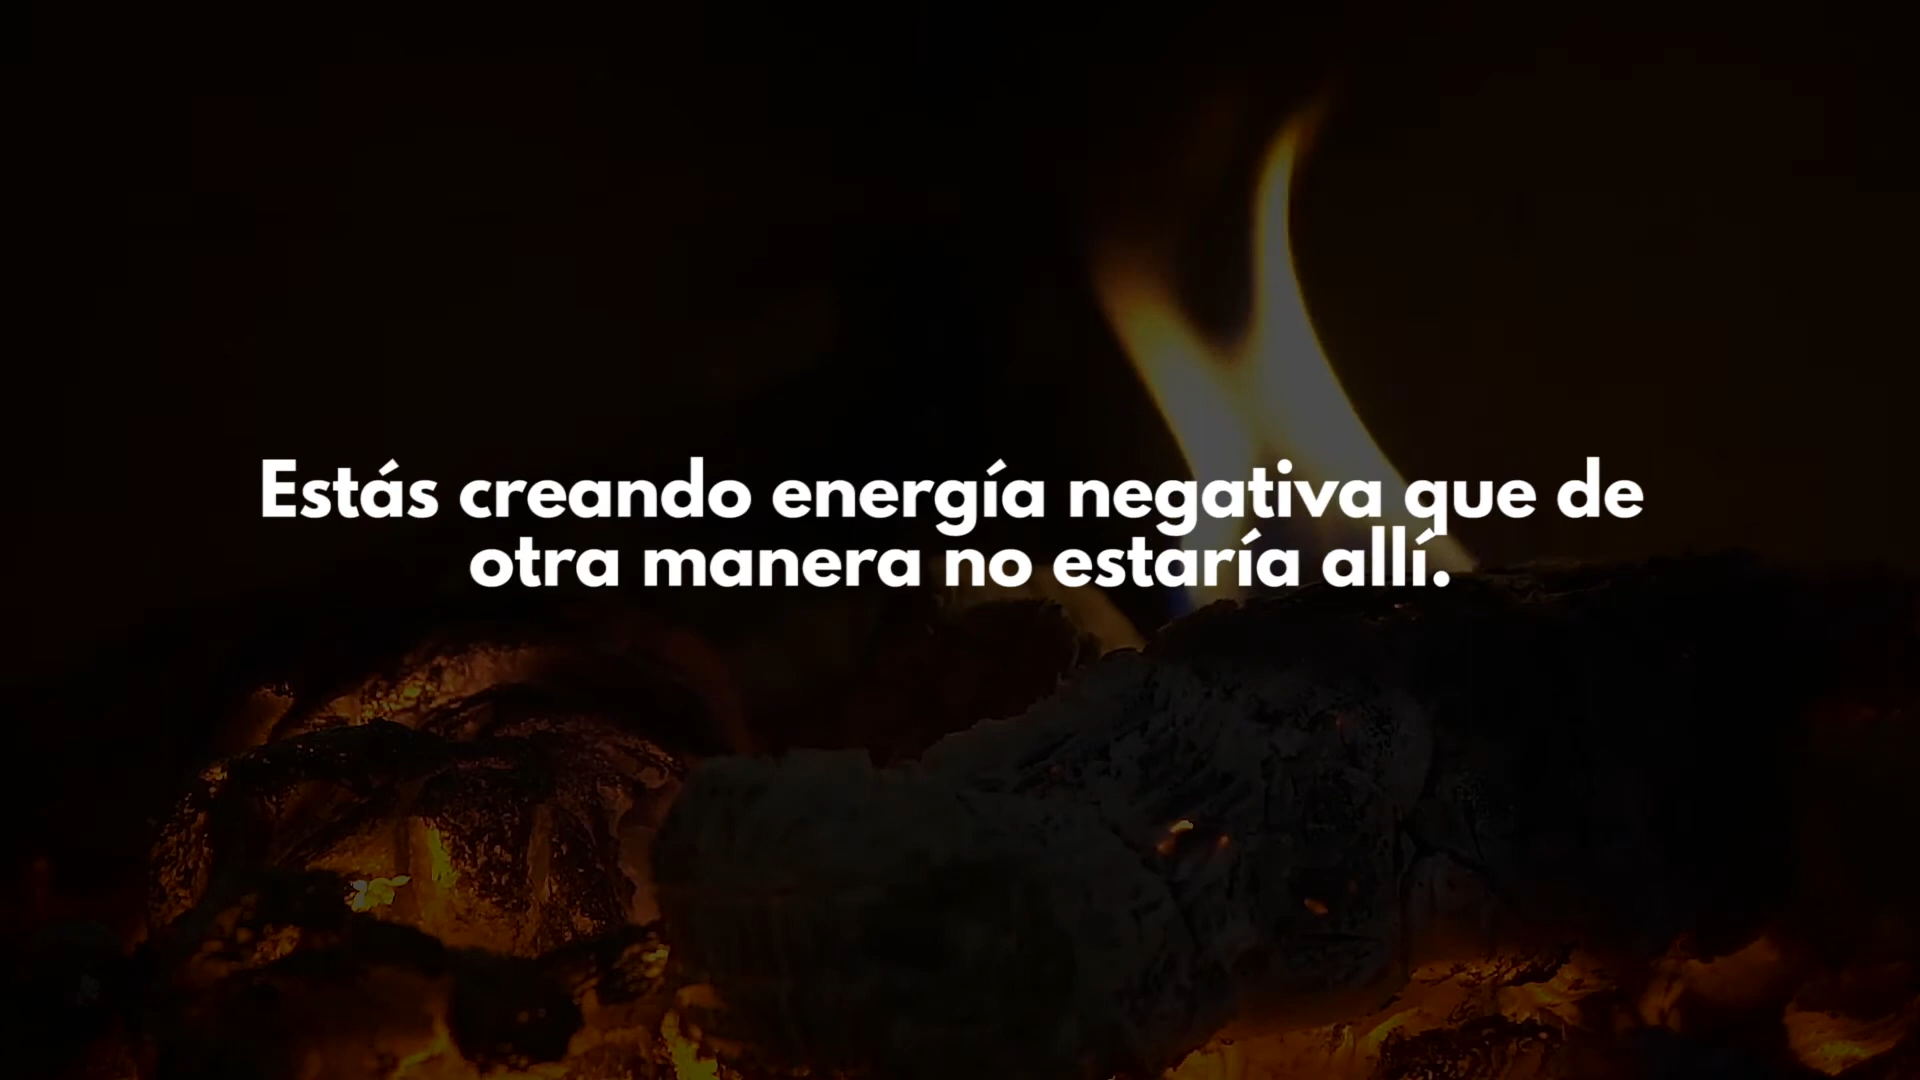 Estás creando energía negativa que de
otra manera no estaría allí.